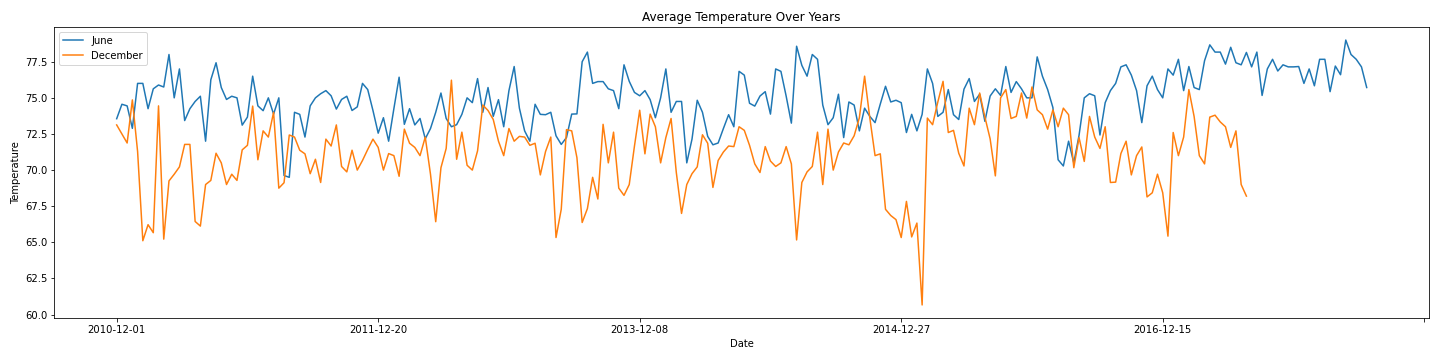 Average Temperature Over Years
June
December
Temperature
77.5
75.0
72.5
70.0
67.5
65.0
62.5
60.0
2010-12-01 2011-12-20 2013-12-08 2014-12-27 2016-12-15
Date